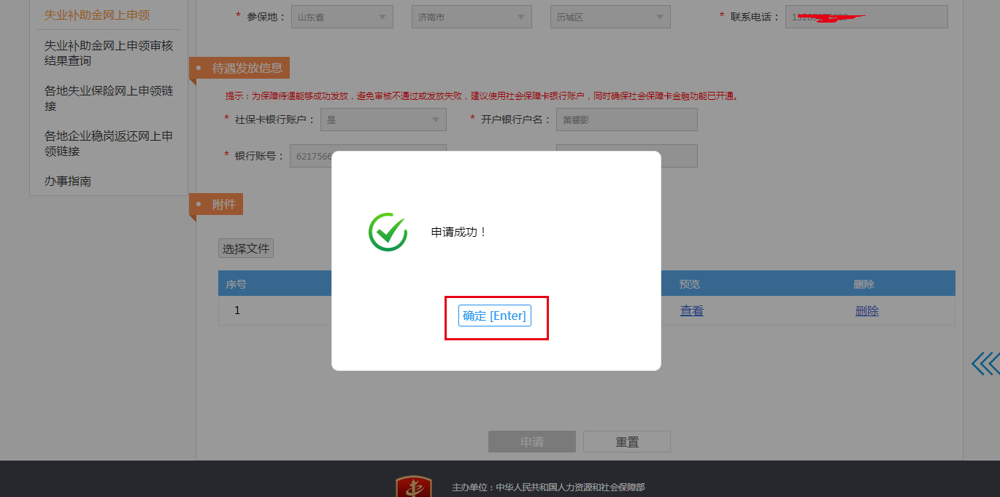 失业补助金网上申领
失业补助金网上申领审核
结果查询
各地失业保险网上申领链
接
各地企业稳岗返还网上申
领链接
办事指南
* 参保地： 山东省 济南市 历城区 * 联系电话：
待遇发放信息
提示：为保障待遇能够成功发放，避免审核不通过或发放失败，建议使用社会保障卡银行账户，同时确保社会保障卡金融功能已开通。
* 社保卡银行账户： 是 * 开户银行户名： 黄馨影
* 银行账号： 6217566
附件
选择文件
序号 预览 删除
1 查看 删除
申请成功！
确定 [Enter]
申请 重置
主办单位：中华人民共和国人力资源和社会保障部